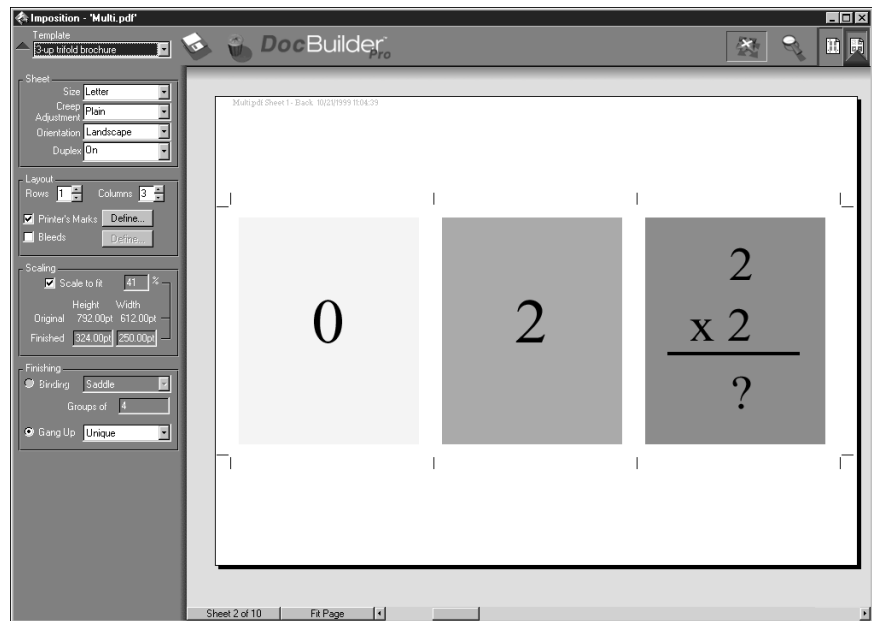 Imposition - 'Multi.pdf'
Template
3-up trifold brochure
DocBuilder Pro
Sheet
Size Letter
Creep Adjustment Plain
Orientation Landscape
Duplex On
Layout
Rows 1 Columns 3
Printer's Marks Define...
Bleeds Define...
Scaling
Scale to fit 41 %
Height Width
Original 792.00pt 612.00pt
Finished 324.00pt 250.00pt
Finishing
Binding Saddle
Groups of 4
Gang Up Unique
Multi.pdf Sheet 1 - Back 10/21/1999 11:04:39
0
2
2
x 2
?
Sheet 2 of 10 Fit Page